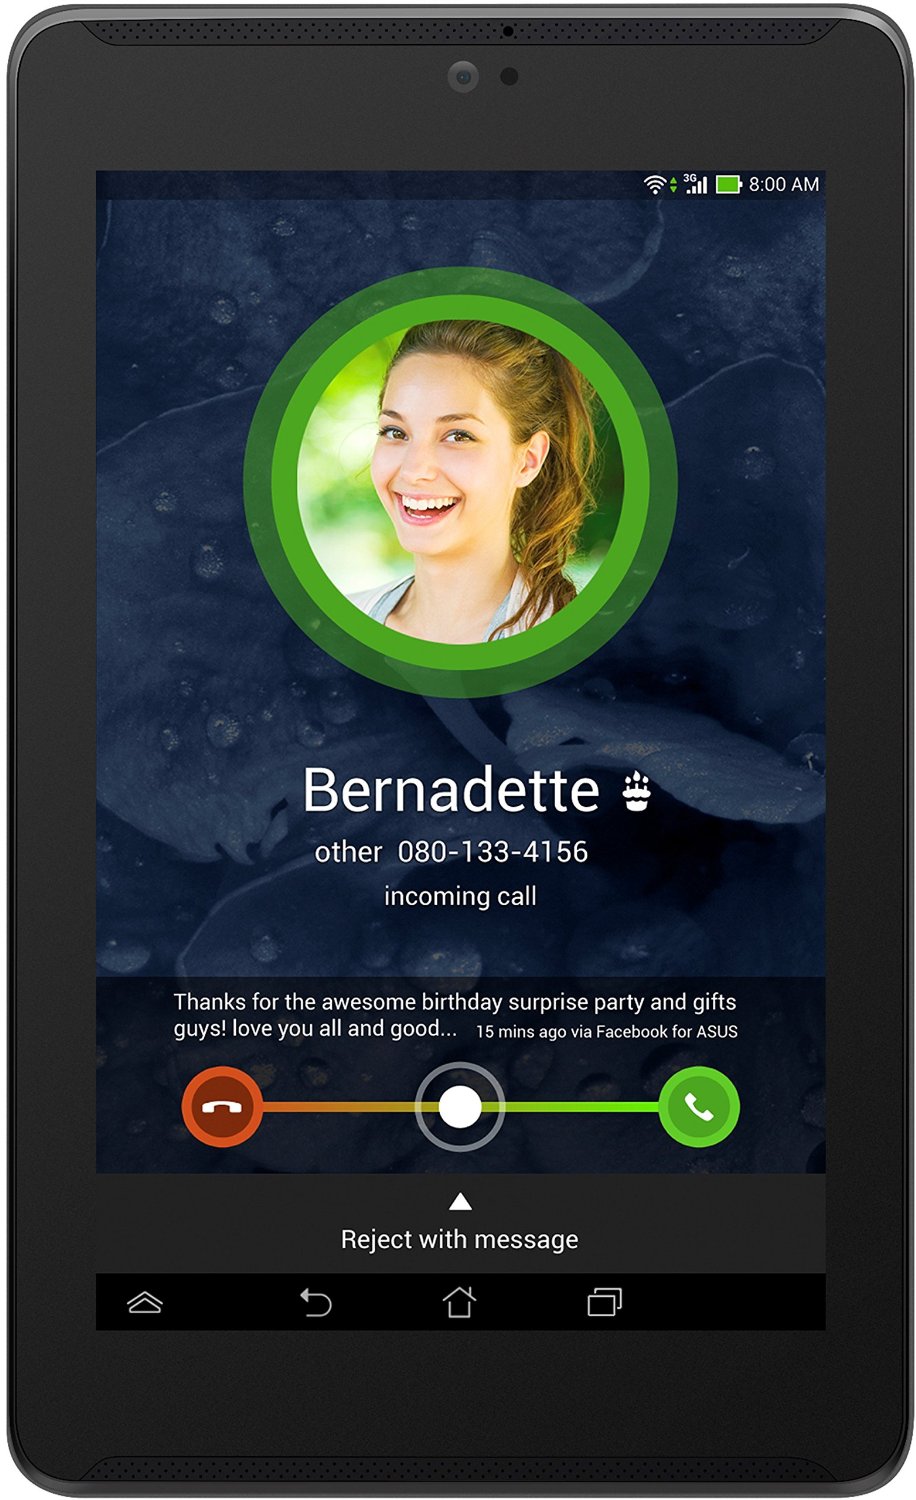 3G 8:00 AM
Bernadette
other 080-133-4156
incoming call
Thanks for the awesome birthday surprise party and gifts
guys! love you all and good... 15 mins ago via Facebook for ASUS
Reject with message